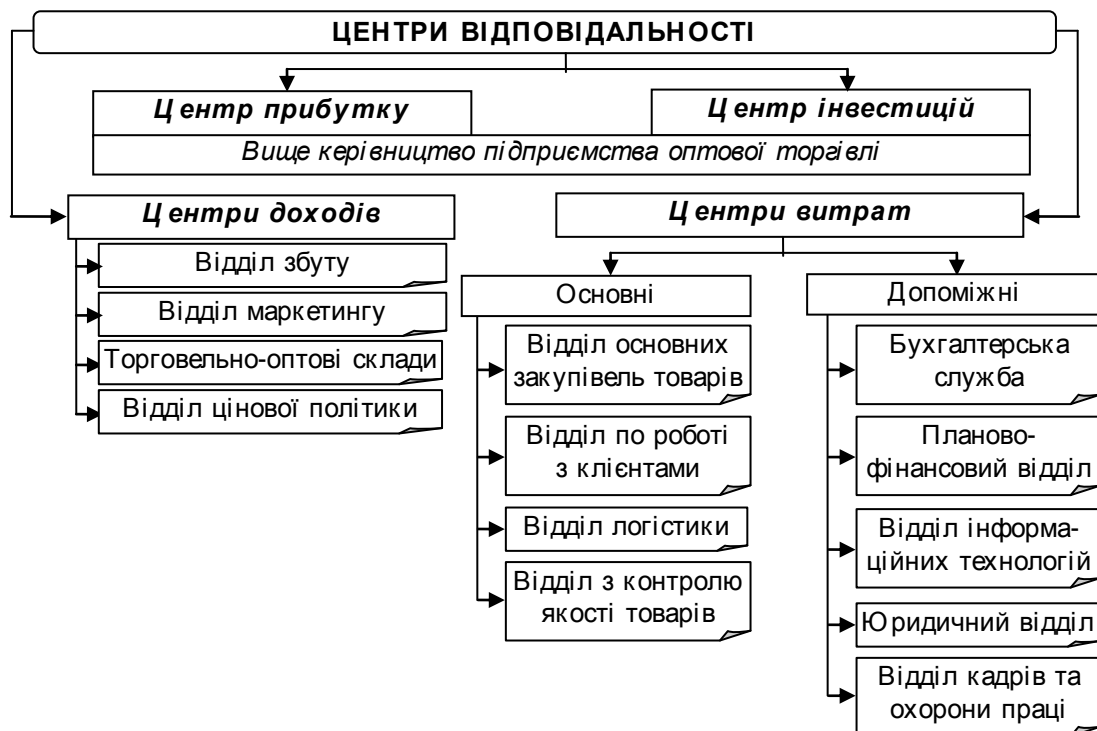 ЦЕНТРИ ВІДПОВІДАЛЬНОСТІ
Центр прибутку
Центр інвестицій
Вище керівництво підприємства оптової торгівлі
Центри доходів
Центри витрат
Відділ збуту
Відділ маркетингу
Торговельно-оптові склади
Відділ цінової політики
Основні
Відділ основних
закупівель товарів
Відділ по роботі
з клієнтами
Відділ логістики
Відділ з контролю
якості товарів
Допоміжні
Бухгалтерська
служба
Планово-
фінансовий відділ
Відділ інформа-
ційних технологій
Юридичний відділ
Відділ кадрів та
охорони праці